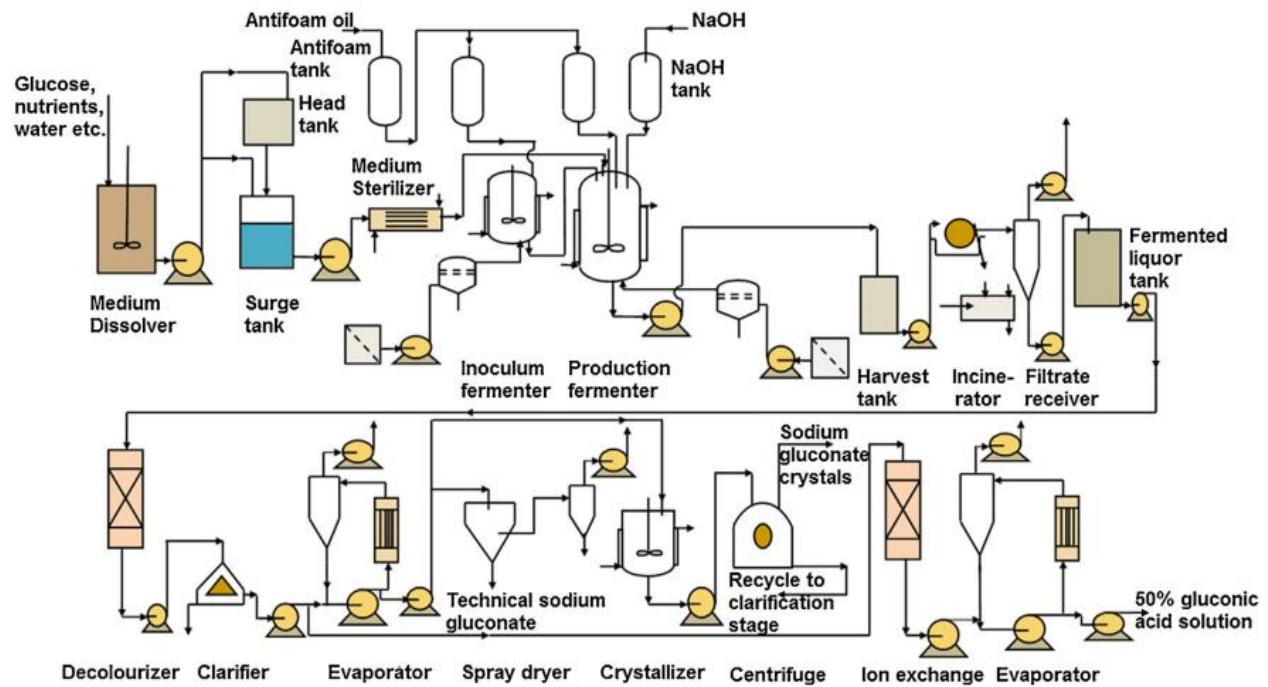 Antifoam oil
Antifoam
tank
NaOH
NaOH
tank
Glucose,
nutrients,
water etc.
Head
tank
Medium
Sterilizer
Fermented
liquor
tank
Medium
Dissolver
Surge
tank
Inoculum
fermenter
Production
fermenter
Harvest
tank
Incine-
rator
Filtrate
receiver
Sodium
gluconate
crystals
Technical sodium
gluconate
Recycle to
clarification
stage
50% gluconic
acid solution
Decolourizer
Clarifier
Evaporator
Spray dryer
Crystallizer
Centrifuge
Ion exchange
Evaporator